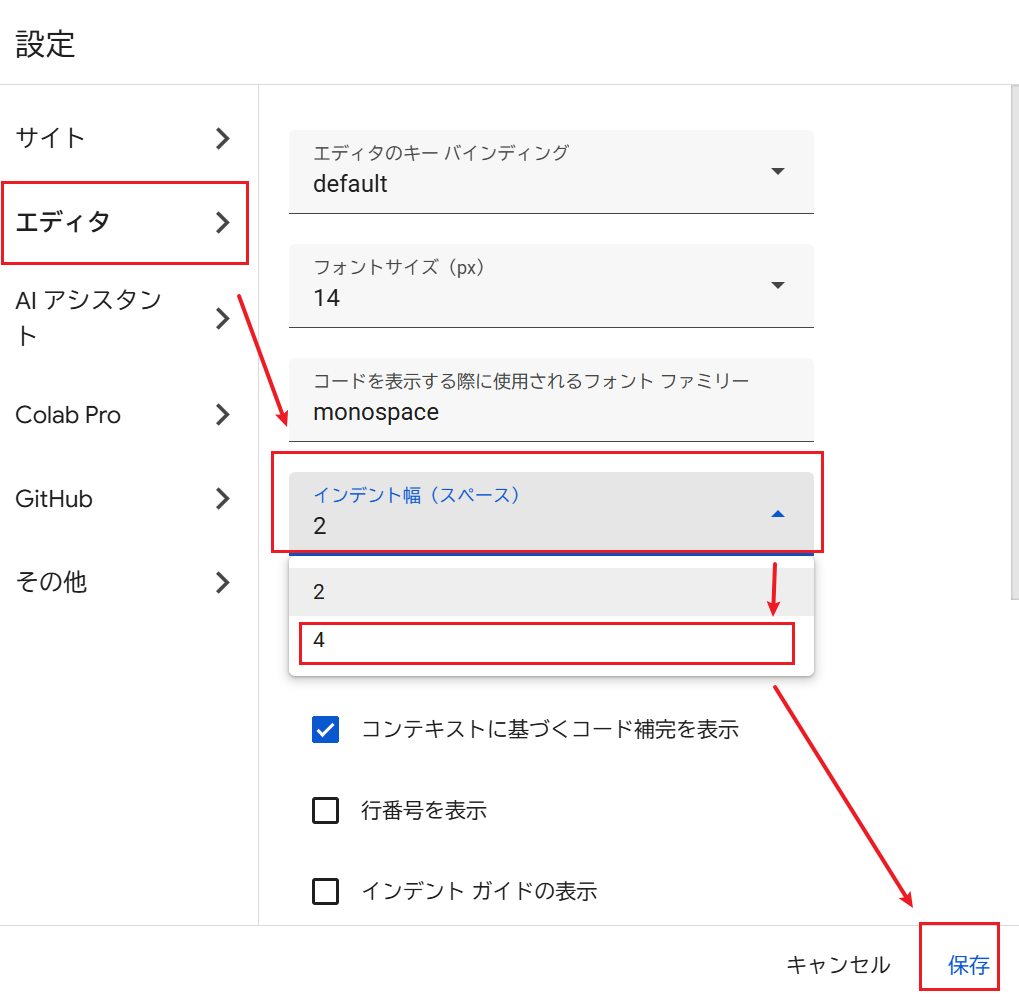 設定
サイト
エディタ
AI アシスタン
ト
Colab Pro
GitHub
その他
エディタのキー バインディング
default
フォントサイズ（px）
14
コードを表示する際に使用されるフォント ファミリー
monospace
インデント幅（スペース）
2
2
4
コンテキストに基づくコード補完を表示
行番号を表示
インデント ガイドの表示
キャンセル
保存